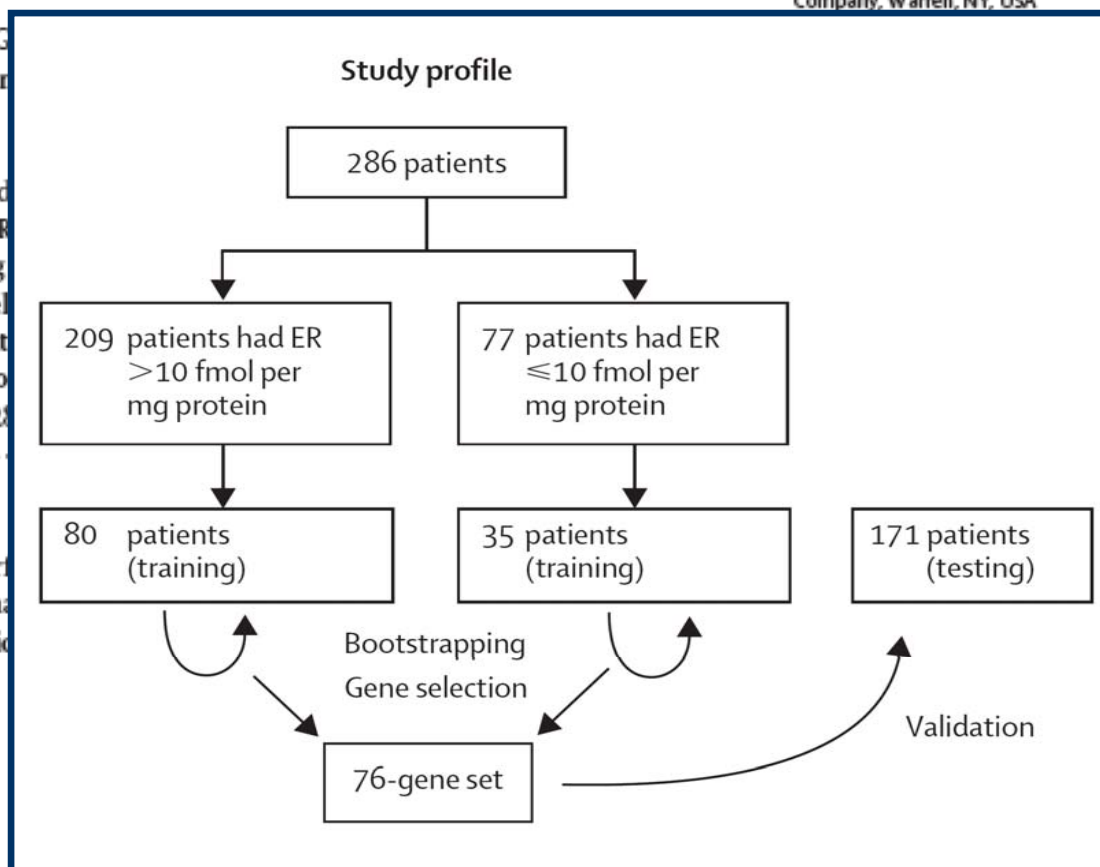 Company, Warren, NY, USA
Study profile
286 patients
209 patients had ER
>10 fmol per
mg protein
77 patients had ER
⩽10 fmol per
mg protein
80 patients
(training)
35 patients
(training)
171 patients
(testing)
Bootstrapping
Gene selection
76-gene set
Validation